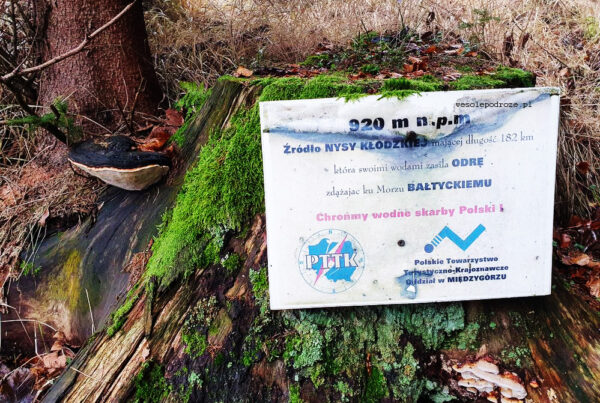 vesolepodroze.pl
920 m n.p.m
Źródło NYSY KŁODZKIEJ mającej długość 182 km
która swoimi wodami zasila ODRĘ
zdążając ku Morzu BAŁTYCKIEMU
Chrońmy wodne skarby Polski !
PTTK
Polskie Towarzystwo
Turystyczno-Krajoznawcze
Oddział w MIĘDZYGÓRZU